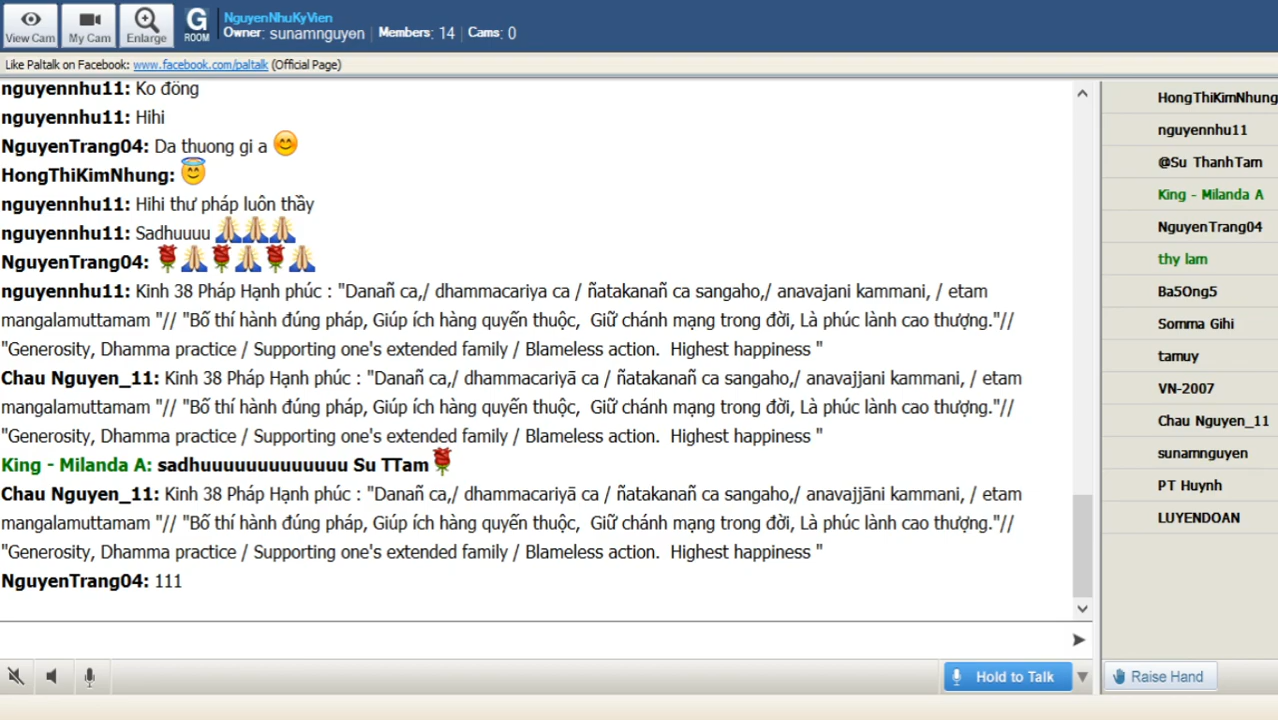 View Cam
My Cam
Enlarge
G
ROOM
NguyenNhuKyVien
Owner: sunamnguyen | Members: 14 | Cams: 0
Like Paltalk on Facebook: www.facebook.com/paltalk (Official Page)
nguyennhu11: Ko đông
nguyennhu11: Hihi
NguyenTrang04: Da thuong gi a 😊
HongThiKimNhung: 😇
nguyennhu11: Hihi thư pháp luôn thầy
nguyennhu11: Sadhuuuu 🙏🙏🙏
NguyenTrang04: 🌹🙏🌹🙏🌹🙏
nguyennhu11: Kinh 38 Pháp Hạnh phúc : "Danañ ca,/ dhammacariya ca / ñatakanañ ca sangaho,/ anavajani kammani, / etam
mangalamuttamam "// "Bố thí hành đúng pháp, Giúp ích hàng quyến thuộc,  Giữ chánh mạng trong đời, Là phúc lành cao thượng."//
"Generosity, Dhamma practice / Supporting one's extended family / Blameless action.  Highest happiness "
Chau Nguyen_11: Kinh 38 Pháp Hạnh phúc : "Danañ ca,/ dhammacariyā ca / ñatakanañ ca sangaho,/ anavajjani kammani, / etam
mangalamuttamam "// "Bố thí hành đúng pháp, Giúp ích hàng quyến thuộc,  Giữ chánh mạng trong đời, Là phúc lành cao thượng."//
"Generosity, Dhamma practice / Supporting one's extended family / Blameless action.  Highest happiness "
King - Milanda A: sadhuuuuuuuuuuuuu Su TTam🌹
Chau Nguyen_11: Kinh 38 Pháp Hạnh phúc : "Danañ ca,/ dhammacariyā ca / ñatakanañ ca sangaho,/ anavajjāni kammani, / etam
mangalamuttamam "// "Bố thí hành đúng pháp, Giúp ích hàng quyến thuộc,  Giữ chánh mạng trong đời, Là phúc lành cao thượng."//
"Generosity, Dhamma practice / Supporting one's extended family / Blameless action.  Highest happiness "
NguyenTrang04: 111
HongThiKimNhung
nguyennhu11
@Su ThanhTam
King - Milanda A
NguyenTrang04
thy lam
Ba5Ong5
Somma Gihi
tamuy
VN-2007
Chau Nguyen_11
sunamnguyen
PT Huynh
LUYENDOAN
Hold to Talk
Raise Hand